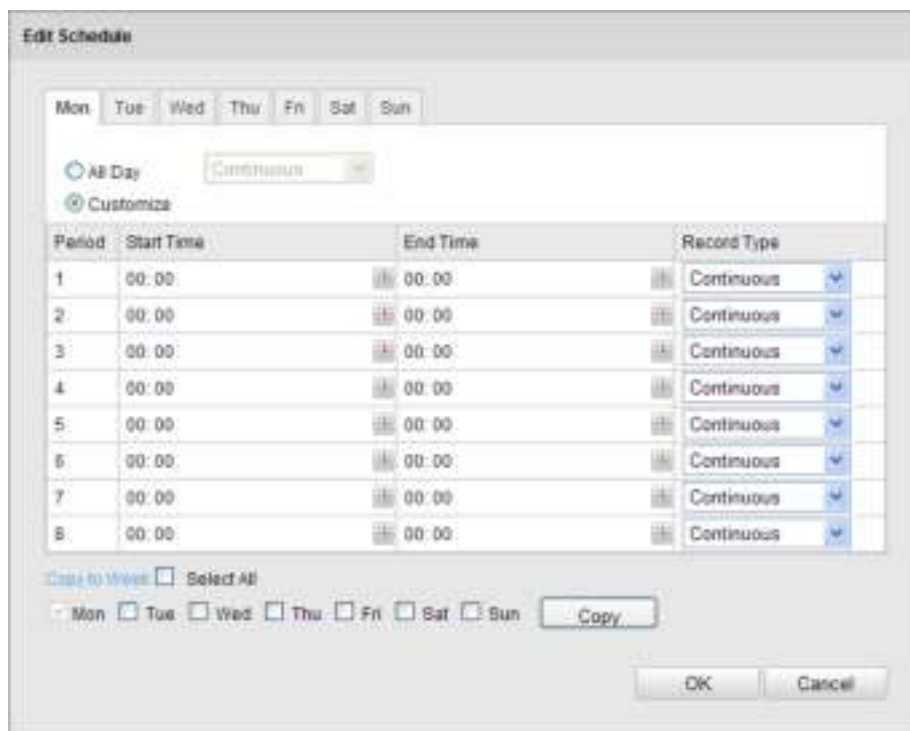 Edit Schedule
Mon Tue Wed Thu Fri Sat Sun
All Day Continuous
Customize
Period Start Time End Time Record Type
1 00: 00 00: 00 Continuous
2 00: 00 00: 00 Continuous
3 00: 00 00: 00 Continuous
4 00: 00 00: 00 Continuous
5 00: 00 00: 00 Continuous
6 00: 00 00: 00 Continuous
7 00: 00 00: 00 Continuous
8 00: 00 00: 00 Continuous
Copy to Week Select All
Mon Tue Wed Thu Fri Sat Sun Copy
OK Cancel